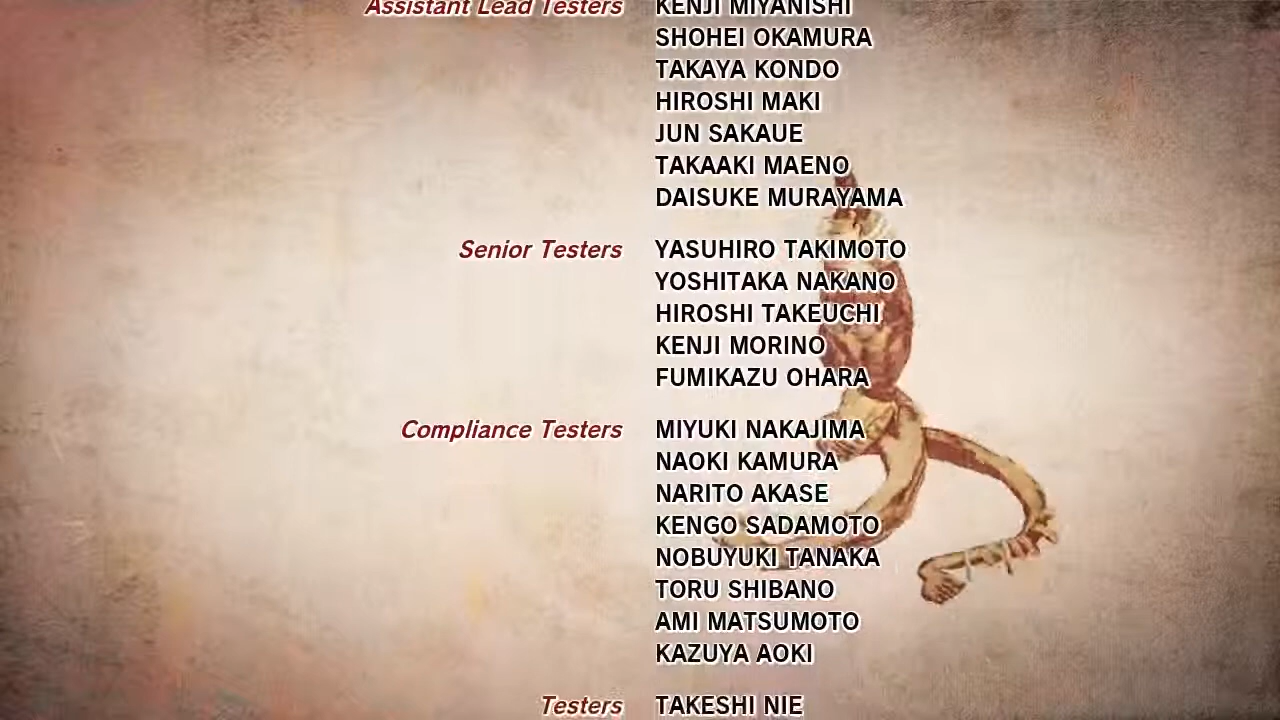 Assistant Lead Testers KENJI MIYANISHI
SHOHEI OKAMURA
TAKAYA KONDO
HIROSHI MAKI
JUN SAKAUE
TAKAAKI MAENO
DAISUKE MURAYAMA
Senior Testers YASUHIRO TAKIMOTO
YOSHITAKA NAKANO
HIROSHI TAKEUCHI
KENJI MORINO
FUMIKAZU OHARA
Compliance Testers MIYUKI NAKAJIMA
NAOKI KAMURA
NARITO AKASE
KENGO SADAMOTO
NOBUYUKI TANAKA
TORU SHIBANO
AMI MATSUMOTO
KAZUYA AOKI
Testers TAKESHI NIE